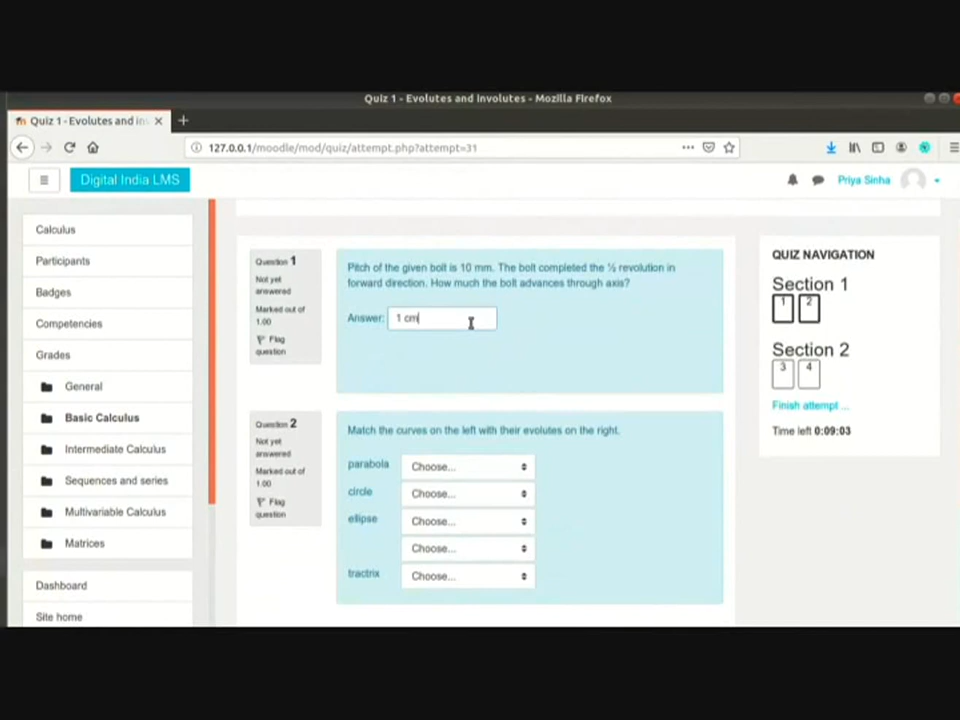 Quiz 1 - Evolutes and Involutes - Mozilla Firefox
Quiz 1 - Evolutes and in
127.0.0.1/moodle/mod/quiz/attempt.php?attempt=31
Digital India LMS
Priya Sinha
Calculus
Participants
Badges
Competencies
Grades
General
Basic Calculus
Intermediate Calculus
Sequences and series
Multivariable Calculus
Matrices
Dashboard
Site home
Question 1
Not yet
answered
Marked out of
1.00
Flag
question
Pitch of the given bolt is 10 mm. The bolt completed the ½ revolution in
forward direction. How much the bolt advances through axis?
Answer: 1 cm
Question 2
Not yet
answered
Marked out of
1.00
Flag
question
Match the curves on the left with their evolutes on the right.
parabola Choose...
circle Choose...
ellipse Choose...
Choose...
tractrix Choose...
QUIZ NAVIGATION
Section 1
1 2
Section 2
3 4
Finish attempt ...
Time left 0:09:03